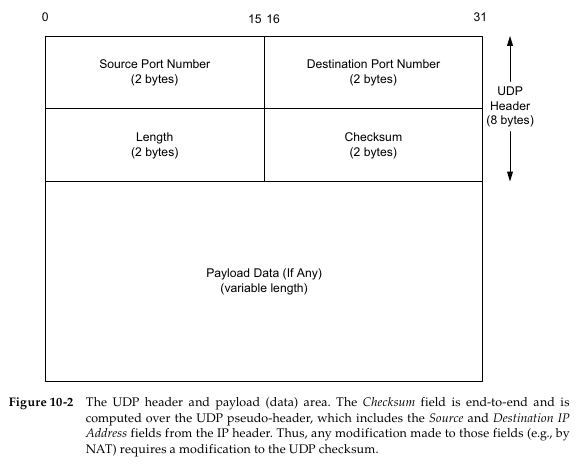 0 15 16 31
Source Port Number
(2 bytes)
Destination Port Number
(2 bytes)
UDP
Header
(8 bytes)
Length
(2 bytes)
Checksum
(2 bytes)
Payload Data (If Any)
(variable length)
Figure 10-2 The UDP header and payload (data) area. The Checksum field is end-to-end and is
computed over the UDP pseudo-header, which includes the Source and Destination IP
Address fields from the IP header. Thus, any modification made to those fields (e.g., by
NAT) requires a modification to the UDP checksum.